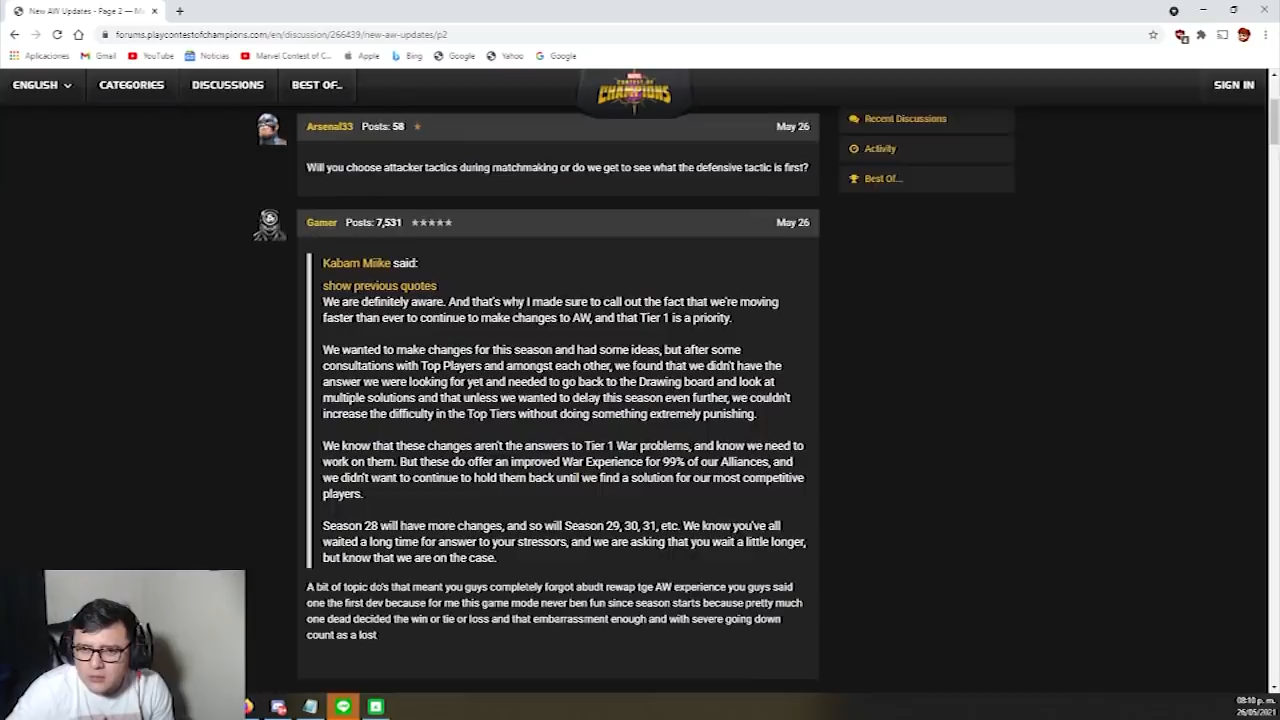 New AW Updates - Page 2 — M
forums.playcontestofchampions.com/en/discussion/266439/new-aw-updates/p2
Aplicaciones
Gmail
YouTube
Noticias
Marvel Contest of C...
Apple
Bing
Google
Yahoo
Google
ENGLISH
CATEGORIES
DISCUSSIONS
BEST OF...
MARVEL
CONTEST OF
CHAMPIONS
SIGN IN
Arsenal33 Posts: 58 May 26
Will you choose attacker tactics during matchmaking or do we get to see what the defensive tactic is first?
Recent Discussions
Activity
Best Of...
Gamer Posts: 7,531 May 26
Kabam Miike said:
show previous quotes
We are definitely aware. And that's why I made sure to call out the fact that we're moving
faster than ever to continue to make changes to AW, and that Tier 1 is a priority.
We wanted to make changes for this season and had some ideas, but after some
consultations with Top Players and amongst each other, we found that we didn't have the
answer we were looking for yet and needed to go back to the Drawing board and look at
multiple solutions and that unless we wanted to delay this season even further, we couldn't
increase the difficulty in the Top Tiers without doing something extremely punishing.
We know that these changes aren't the answers to Tier 1 War problems, and know we need to
work on them. But these do offer an improved War Experience for 99% of our Alliances, and
we didn't want to continue to hold them back until we find a solution for our most competitive
players.
Season 28 will have more changes, and so will Season 29, 30, 31, etc. We know you've all
waited a long time for answer to your stressors, and we are asking that you wait a little longer,
but know that we are on the case.
A bit of topic do's that meant you guys completely forgot abudt rewap tge AW experience you guys said
one the first dev because for me this game mode never ben fun since season starts because pretty much
one dead decided the win or tie or loss and that embarrassment enough and with severe going down
count as a lost
08:10 p. m.
26/05/2021